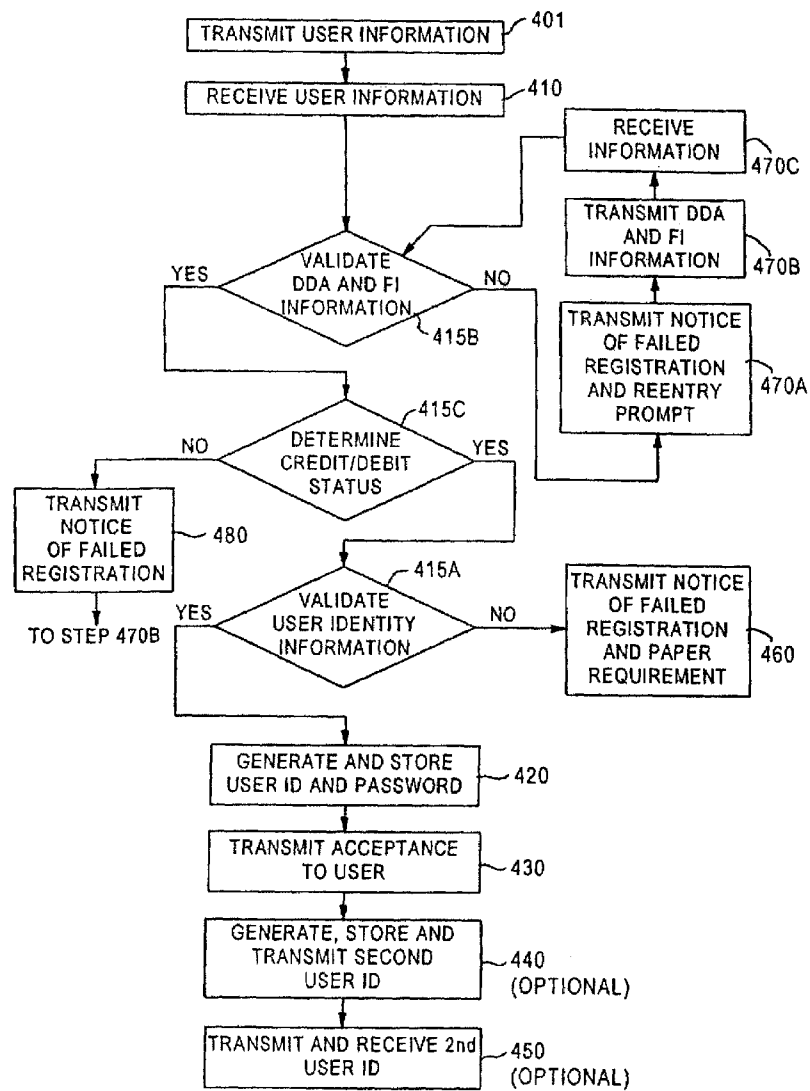 TRANSMIT USER INFORMATION
401
RECEIVE USER INFORMATION
410
RECEIVE
INFORMATION
470C
TRANSMIT DDA
AND FI
INFORMATION
470B
TRANSMIT NOTICE
OF FAILED
REGISTRATION
AND REENTRY
PROMPT
470A
YES
VALIDATE
DDA AND FI
INFORMATION
NO
415B
415C
NO
DETERMINE
CREDIT/DEBIT
STATUS
YES
TRANSMIT
NOTICE
OF FAILED
REGISTRATION
480
TO STEP 470B
415A
YES
VALIDATE
USER IDENTITY
INFORMATION
NO
TRANSMIT NOTICE
OF FAILED
REGISTRATION
AND PAPER
REQUIREMENT
460
GENERATE AND STORE
USER ID AND PASSWORD
420
TRANSMIT ACCEPTANCE
TO USER
430
GENERATE, STORE AND
TRANSMIT SECOND
USER ID
440
(OPTIONAL)
TRANSMIT AND RECEIVE 2nd
USER ID
450
(OPTIONAL)